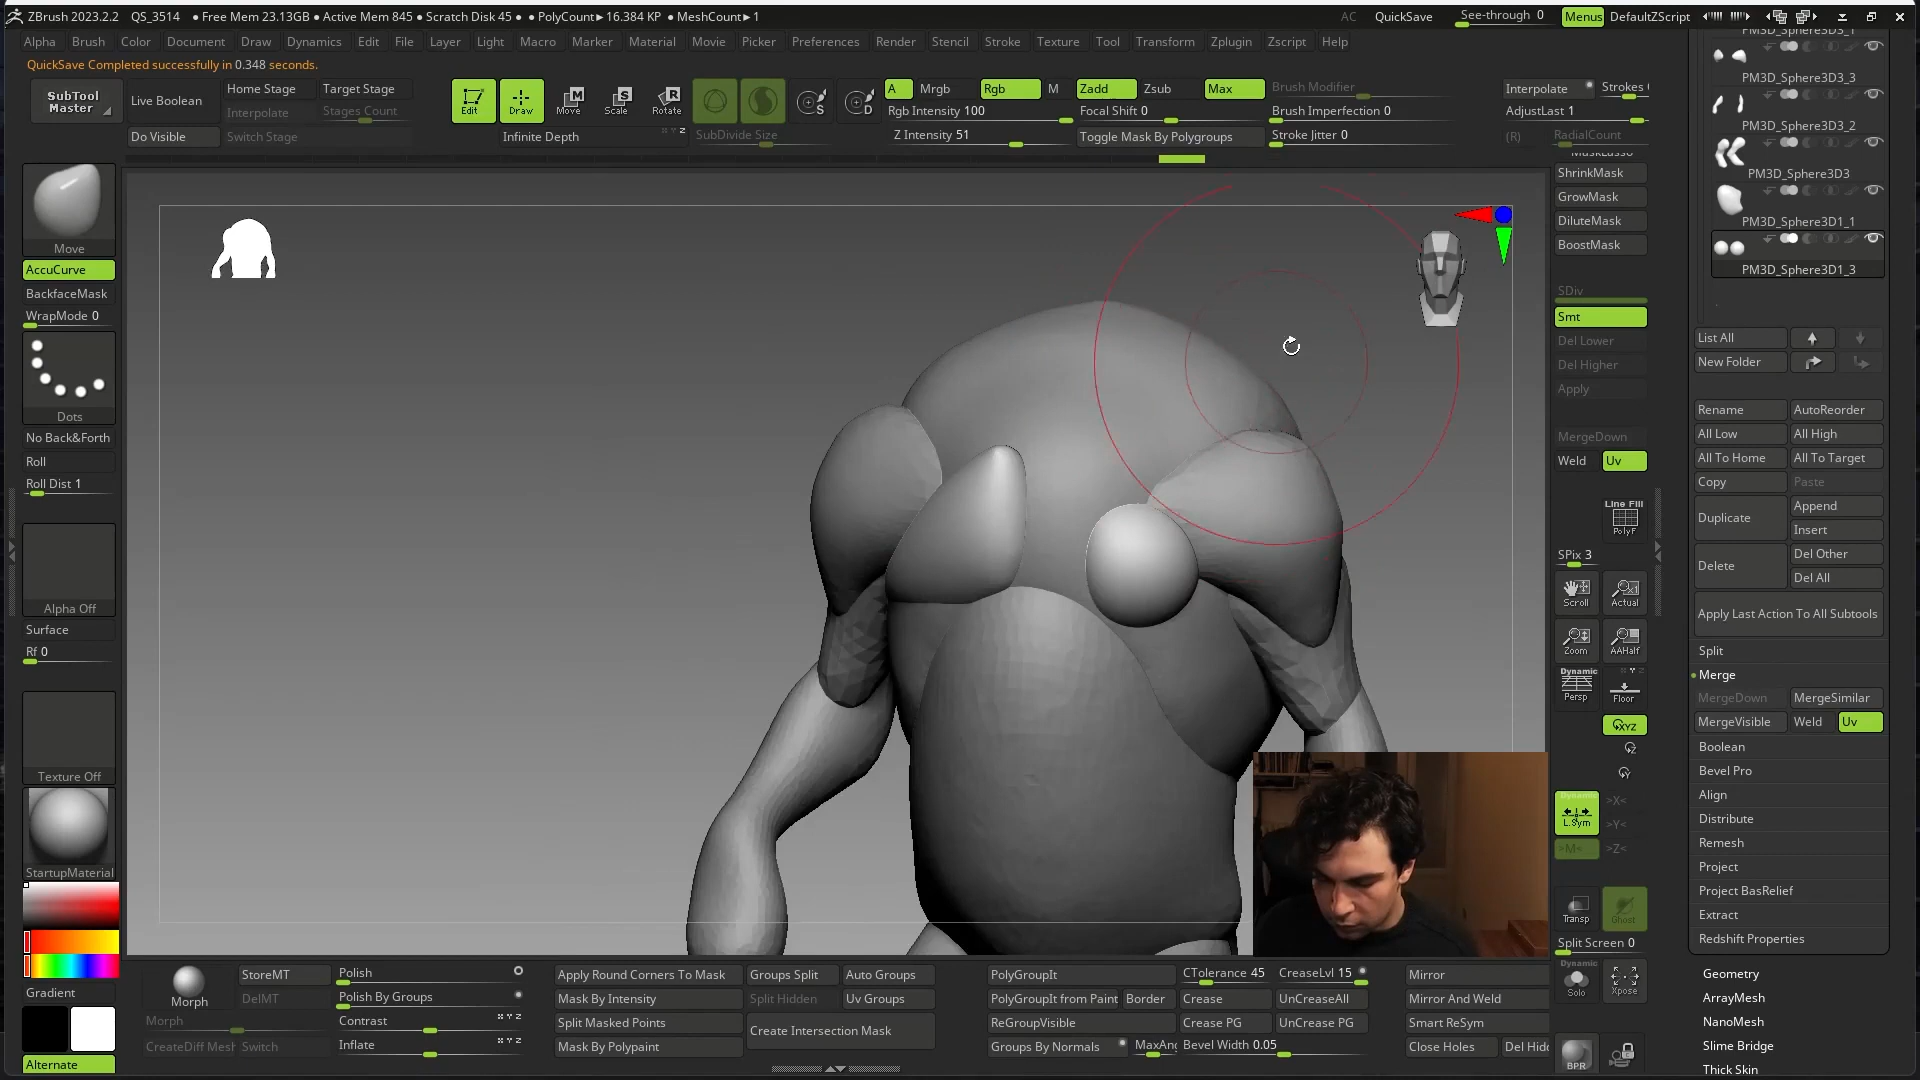 ZBrush 2023.2.2 QS_3514 • Free Mem 23.13GB • Active Mem 845 • Scratch Disk 45 • • PolyCount▸ 16.384 KP • MeshCount▸ 1
AC QuickSave See-through 0 Menus DefaultZScript
Alpha Brush Color Document Draw Dynamics Edit File Layer Light Macro Marker Material Movie Picker Preferences Render Stencil Stroke Texture Tool Transform Zplugin Zscript Help
QuickSave Completed successfully in 0.348 seconds.
SubTool Master
Live Boolean
Do Visible
Home Stage Target Stage
Interpolate Stages Count
Switch Stage
Edit Draw Move Scale Rotate
Infinite Depth
SubDivide Size
A Mrgb Rgb M Zadd Zsub Max Brush Modifier
Rgb Intensity 100 Focal Shift 0 Brush Imperfection 0
Z Intensity 51 Toggle Mask By Polygroups Stroke Jitter 0
Interpolate Strokes
AdjustLast 1
(R) RadialCount
Move
AccuCurve
BackfaceMask
WrapMode 0
Dots
No Back&Forth
Roll
Roll Dist 1
Alpha Off
Surface
Rf 0
Texture Off
StartupMaterial
Gradient
Alternate
MaskLasso
ShrinkMask
GrowMask
DiluteMask
BoostMask
SDiv
Smt
Del Lower
Del Higher
Apply
MergeDown
Weld Uv
Line Fill
PolyF
SPix 3
Scroll Actual
Zoom AAHalf
Dynamic
Persp Floor
XYZ
Dynamic
L.Sym
>X<
>Y<
>M< >Z<
Transp Ghost
Split Screen 0
Dynamic
Solo Xpose
BPR
PM3D_Sphere3D3_1
PM3D_Sphere3D3_3
PM3D_Sphere3D3_2
PM3D_Sphere3D3
PM3D_Sphere3D1_1
PM3D_Sphere3D1_3
List All
New Folder
Rename AutoReorder
All Low All High
All To Home All To Target
Copy Paste
Duplicate Append
Insert
Delete Del Other
Del All
Apply Last Action To All Subtools
Split
Merge
MergeDown MergeSimilar
MergeVisible Weld Uv
Boolean
Bevel Pro
Align
Distribute
Remesh
Project
Project BasRelief
Extract
Redshift Properties
Geometry
ArrayMesh
NanoMesh
Slime Bridge
Thick Skin
Morph
StoreMT
DelMT
Morph
CreateDiff Mesh Switch
Polish
Polish By Groups
Contrast
Inflate
Apply Round Corners To Mask
Mask By Intensity
Split Masked Points
Mask By Polypaint
Groups Split Auto Groups
Split Hidden Uv Groups
Create Intersection Mask
PolyGroupIt
PolyGroupIt from Paint Border
ReGroupVisible
Groups By Normals MaxAng
CTolerance 45 CreaseLvl 15
Crease UnCreaseAll
Crease PG UnCrease PG
Bevel Width 0.05
Mirror
Mirror And Weld
Smart ReSym
Close Holes Del Hidd